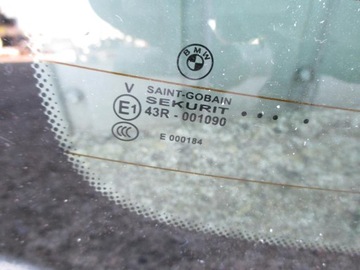 BMW
V SAINT-GOBAIN
E1 SEKURIT
43R - 001090
CCC
E 000184